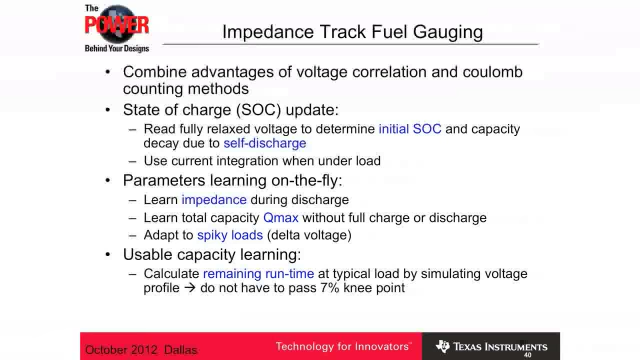 The
POWER
Behind Your Designs
Impedance Track Fuel Gauging
• Combine advantages of voltage correlation and coulomb
counting methods
• State of charge (SOC) update:
– Read fully relaxed voltage to determine initial SOC and capacity
decay due to self-discharge
– Use current integration when under load
• Parameters learning on-the-fly:
– Learn impedance during discharge
– Learn total capacity Qmax without full charge or discharge
– Adapt to spiky loads (delta voltage)
• Usable capacity learning:
– Calculate remaining run-time at typical load by simulating voltage
profile → do not have to pass 7% knee point
October 2012 Dallas
Technology for Innovators™
TEXAS INSTRUMENTS
40